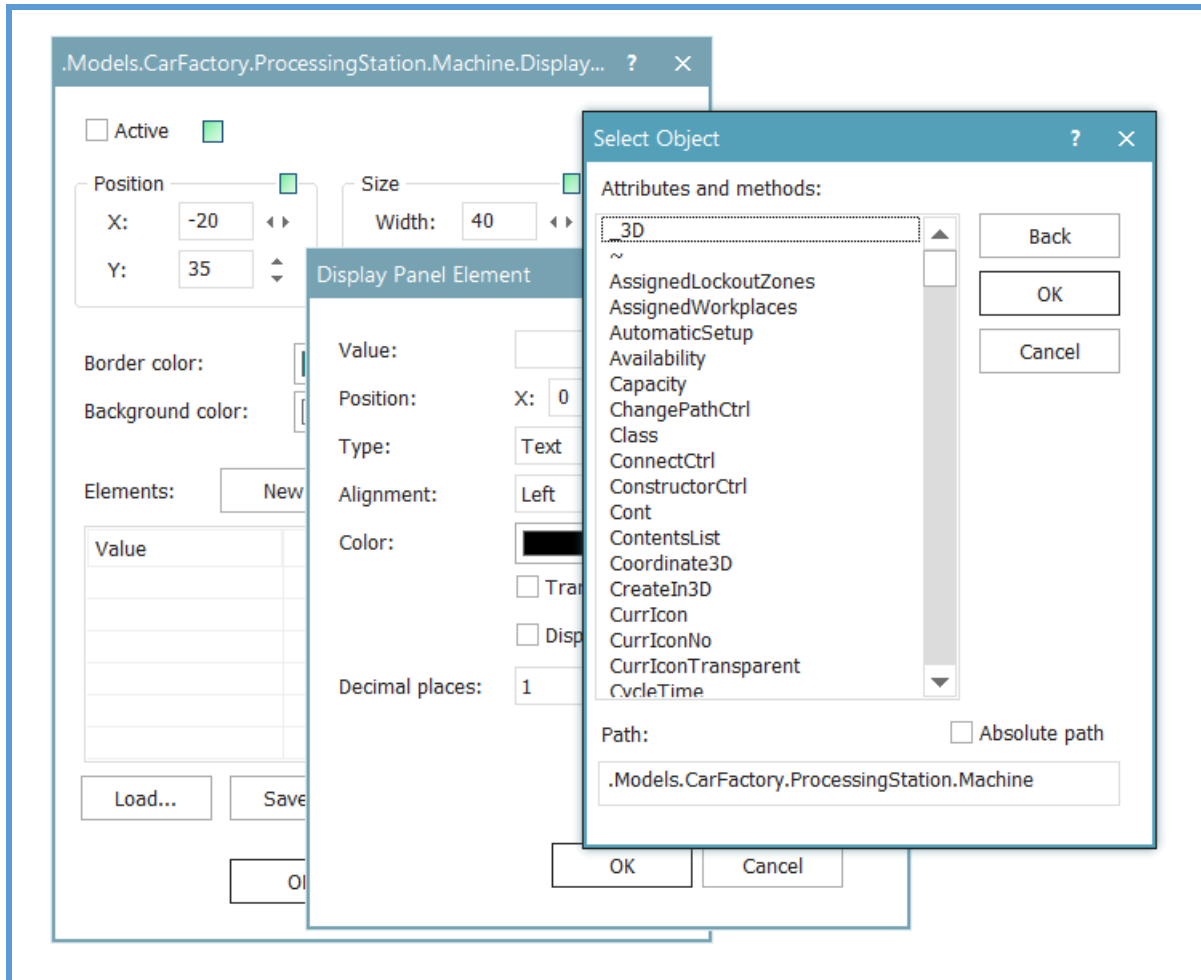 .Models.CarFactory.ProcessingStation.Machine.Display... ? ×
Active
Position
X: -20
Y: 35
Size
Width: 40
Border color:
Background color:
Elements: New
Value
Load... Save
Display Panel Element
Value:
Position: X: 0
Type: Text
Alignment: Left
Color:
Decimal places: 1
OK Cancel
Select Object ? ×
Attributes and methods:
_3D
~
AssignedLockoutZones
AssignedWorkplaces
AutomaticSetup
Availability
Capacity
ChangePathCtrl
Class
ConnectCtrl
ConstructorCtrl
Cont
ContentsList
Coordinate3D
CreateIn3D
CurrIcon
CurrIconNo
CurrIconTransparent
CycleTime
Back
OK
Cancel
Path:
Absolute path
.Models.CarFactory.ProcessingStation.Machine